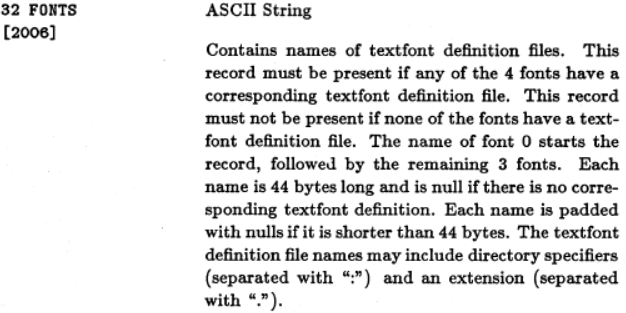 32 FONTS ASCII String
[2006]
Contains names of textfont definition files. This
record must be present if any of the 4 fonts have a
corresponding textfont definition file. This record
must not be present if none of the fonts have a text-
font definition file. The name of font 0 starts the
record, followed by the remaining 3 fonts. Each
name is 44 bytes long and is null if there is no corre-
sponding textfont definition. Each name is padded
with nulls if it is shorter than 44 bytes. The textfont
definition file names may include directory specifiers
(separated with “:”) and an extension (separated
with “.”).